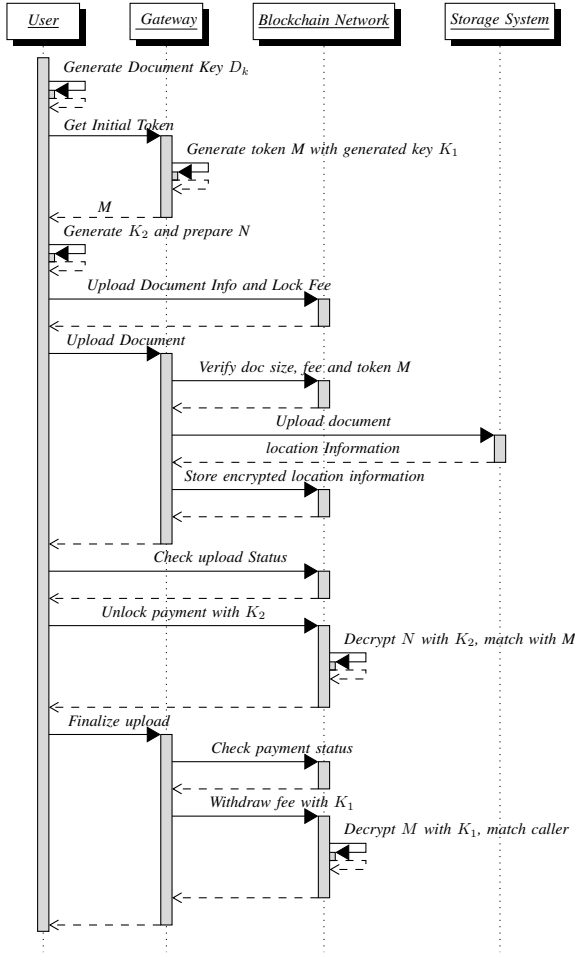 User Gateway Blockchain Network Storage System
Generate Document Key D_k
Get Initial Token
Generate token M with generated key K_1
M
Generate K_2 and prepare N
Upload Document Info and Lock Fee
Upload Document
Verify doc size, fee and token M
Upload document
location Information
Store encrypted location information
Check upload Status
Unlock payment with K_2
Decrypt N with K_2, match with M
Finalize upload
Check payment status
Withdraw fee with K_1
Decrypt M with K_1, match caller